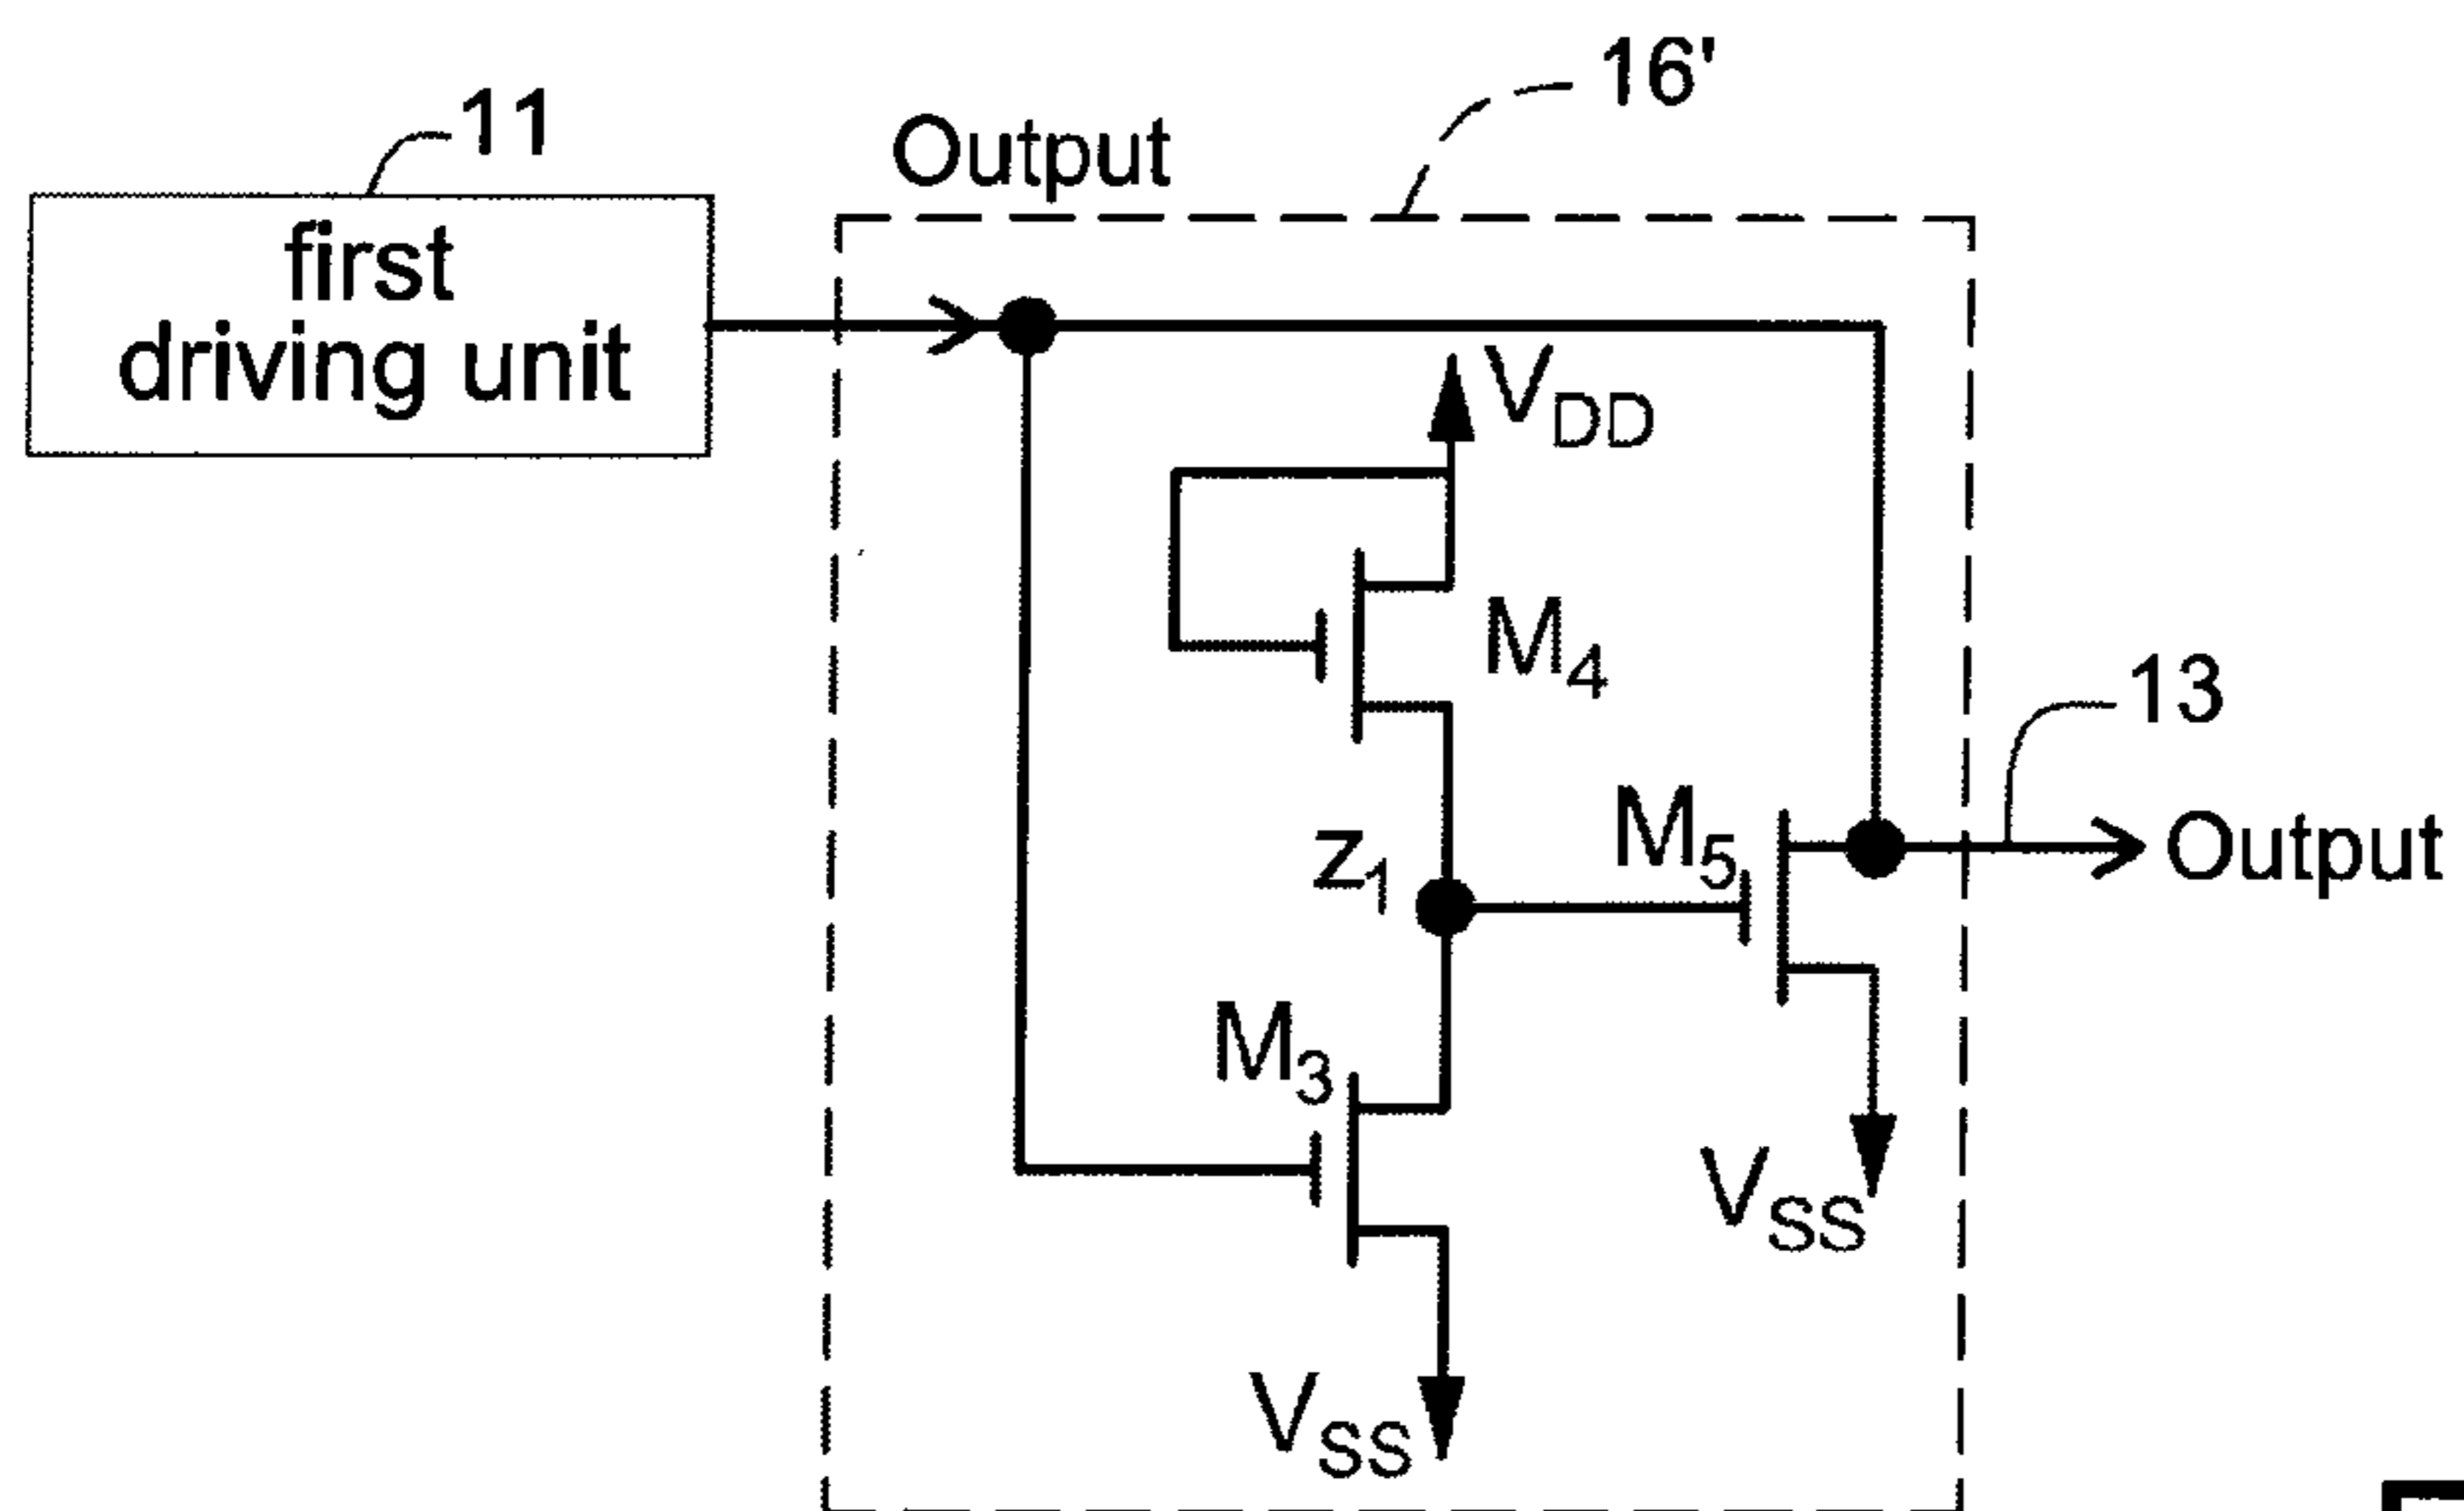 16'
11
Output
first
driving unit
VDD
M4
13
M5
Output
z1
M3
VSS
VSS